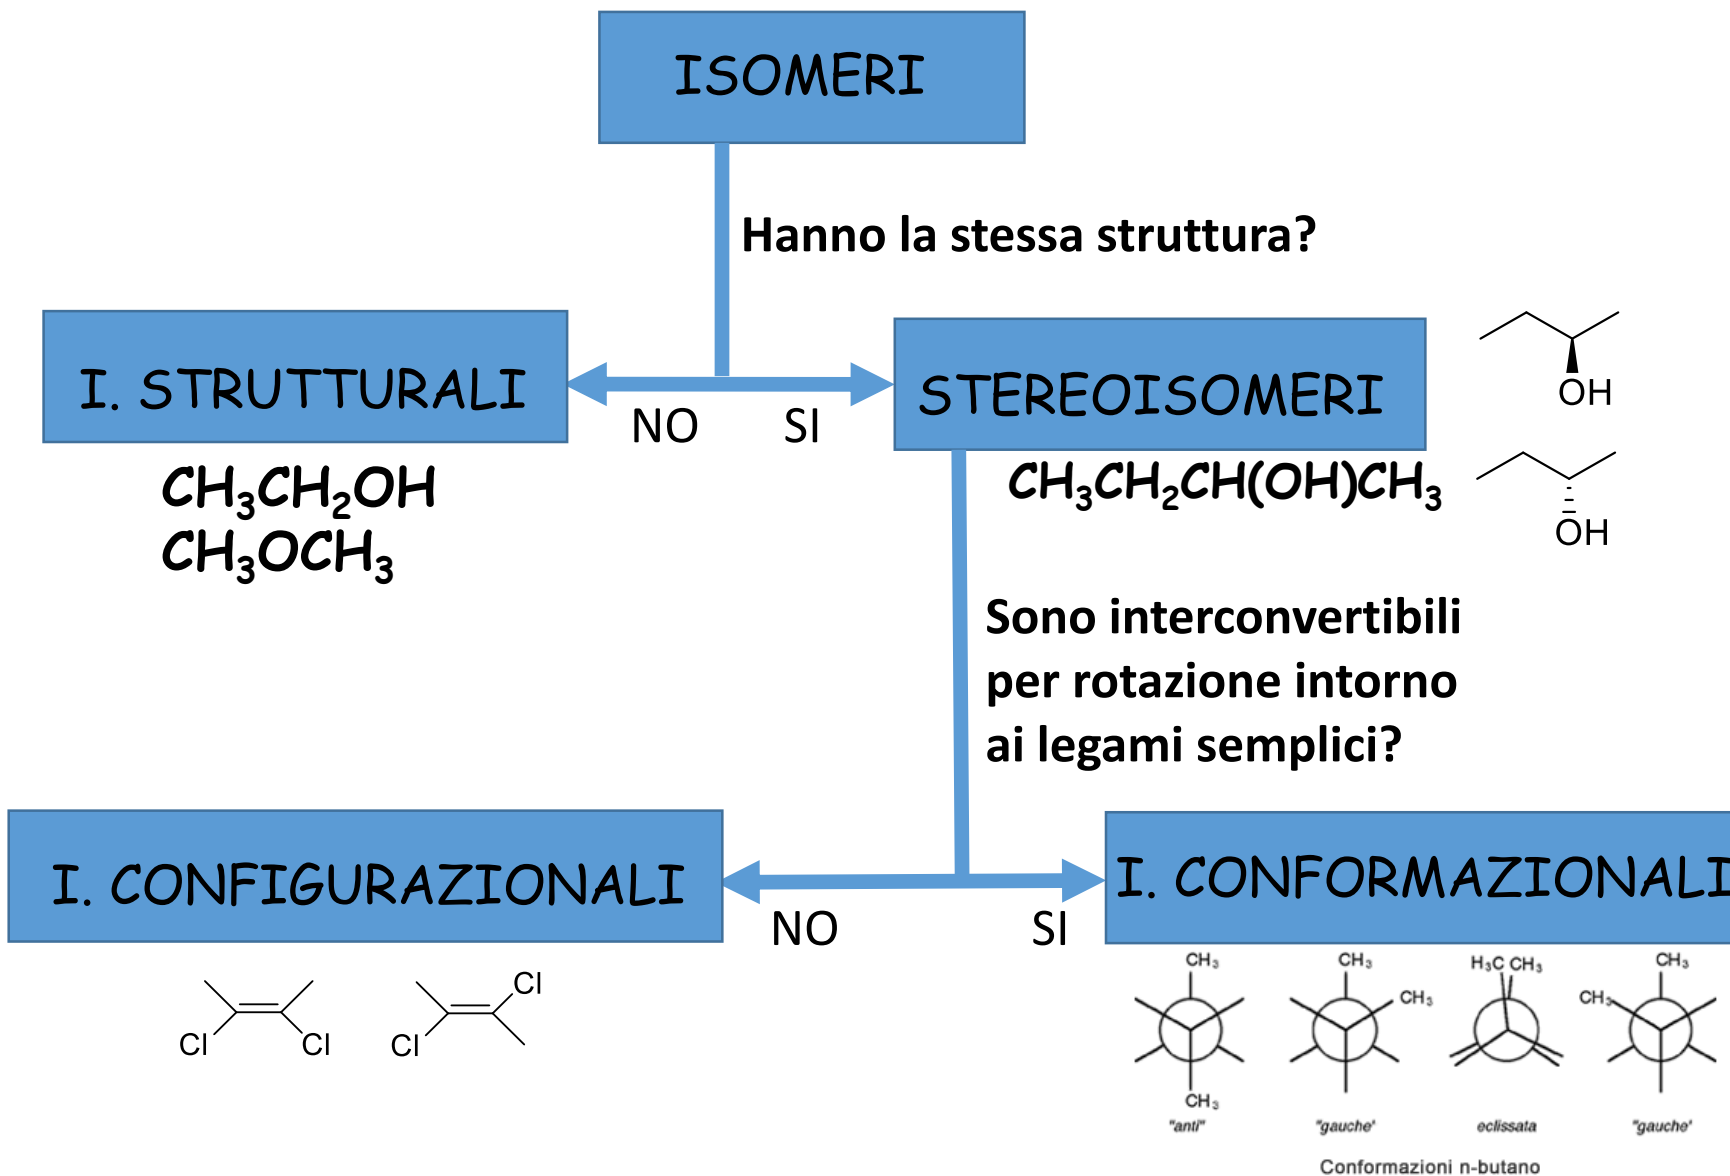 ISOMERI
Hanno la stessa struttura?
I. STRUTTURALI
NO
SI
STEREOISOMERI
OH
CH₃CH₂OH
CH₃OCH₃
CH₃CH₂CH(OH)CH₃
OH
Sono interconvertibili
per rotazione intorno
ai legami semplici?
I. CONFIGURAZIONALI
NO
SI
I. CONFORMAZIONALI
Cl
Cl
Cl
Cl
CH₃
CH₃
"anti"
CH₃
CH₃
"gauche'
H₃C CH₃
eclissata
CH₃
CH₃
"gauche'
Conformazioni n-butano